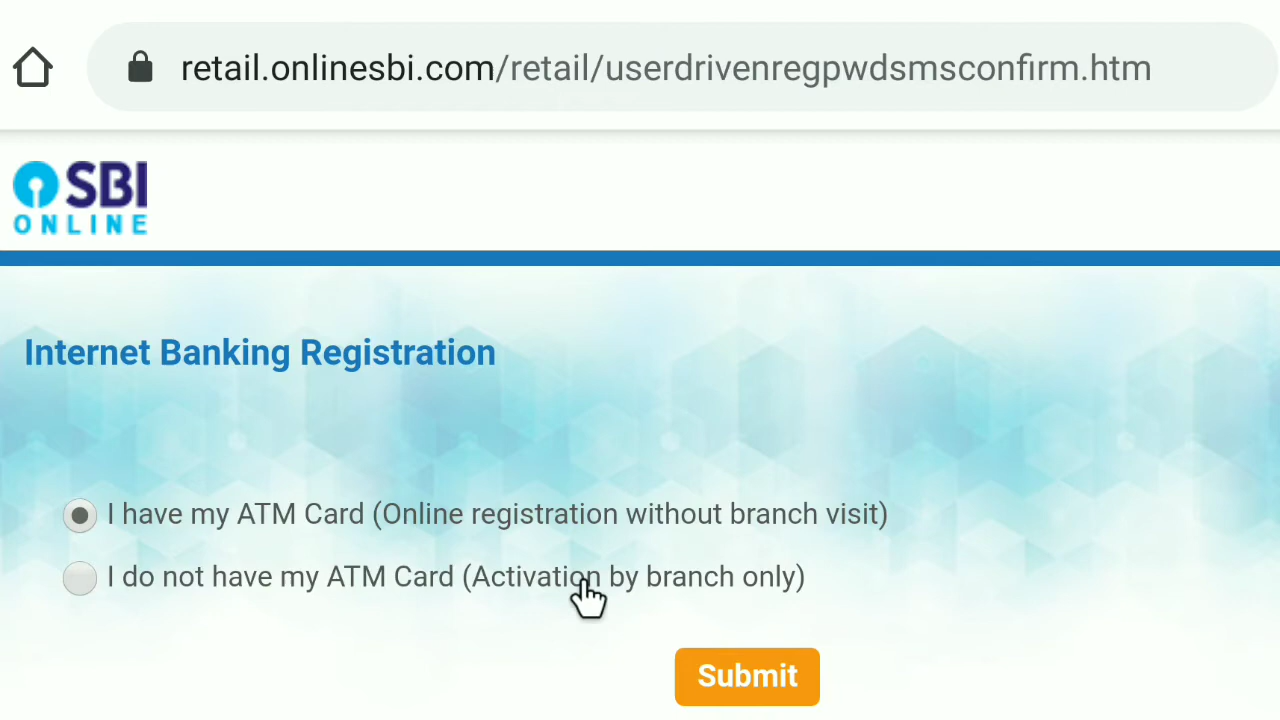 retail.onlinesbi.com/retail/userdrivenregpwdsmsconfirm.htm
SBI
ONLINE
Internet Banking Registration
I have my ATM Card (Online registration without branch visit)
I do not have my ATM Card (Activation by branch only)
Submit